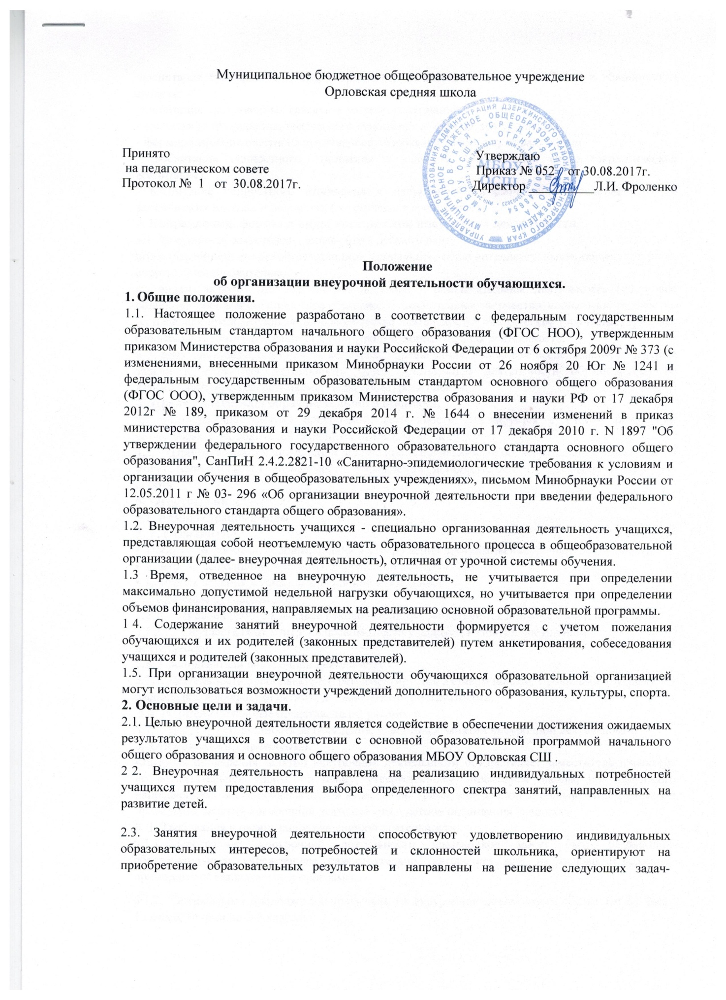 Муниципальное бюджетное общеобразовательное учреждение
Орловская средняя школа
Принято
на педагогическом совете
Протокол № 1 от 30.08.2017г.
Утверждаю
Приказ № 052 от 30.08.2017г.
Директор __________Л.И. Фроленко
МБОУ
ОСШ
Положение
об организации внеурочной деятельности обучающихся.
1. Общие положения.
1.1. Настоящее положение разработано в соответствии с федеральным государственным
образовательным стандартом начального общего образования (ФГОС НОО), утвержденным
приказом Министерства образования и науки Российской Федерации от 6 октября 2009г № 373 (с
изменениями, внесенными приказом Минобрнауки России от 26 ноября 20 Юг № 1241 и
федеральным государственным образовательным стандартом основного общего образования
(ФГОС ООО), утвержденным приказом Министерства образования и науки РФ от 17 декабря
2012г № 189, приказом от 29 декабря 2014 г. № 1644 о внесении изменений в приказ
министерства образования и науки Российской Федерации от 17 декабря 2010 г. N 1897 "Об
утверждении федерального государственного образовательного стандарта основного общего
образования", СанПиН 2.4.2.2821-10 «Санитарно-эпидемиологические требования к условиям и
организации обучения в общеобразовательных учреждениях», письмом Минобрнауки России от
12.05.2011 г № 03- 296 «Об организации внеурочной деятельности при введении федерального
образовательного стандарта общего образования».
1.2. Внеурочная деятельность учащихся - специально организованная деятельность учащихся,
представляющая собой неотъемлемую часть образовательного процесса в общеобразовательной
организации (далее- внеурочная деятельность), отличная от урочной системы обучения.
1.3 Время, отведенное на внеурочную деятельность, не учитывается при определении
максимально допустимой недельной нагрузки обучающихся, но учитывается при определении
объемов финансирования, направляемых на реализацию основной образовательной программы.
1 4. Содержание занятий внеурочной деятельности формируется с учетом пожелания
обучающихся и их родителей (законных представителей) путем анкетирования, собеседования
учащихся и родителей (законных представителей).
1.5. При организации внеурочной деятельности обучающихся образовательной организацией
могут использоваться возможности учреждений дополнительного образования, культуры, спорта.
2. Основные цели и задачи.
2.1. Целью внеурочной деятельности является содействие в обеспечении достижения ожидаемых
результатов учащихся в соответствии с основной образовательной программой начального
общего образования и основного общего образования МБОУ Орловская СШ .
2 2. Внеурочная деятельность направлена на реализацию индивидуальных потребностей
учащихся путем предоставления выбора определенного спектра занятий, направленных на
развитие детей.
2.3. Занятия внеурочной деятельности способствуют удовлетворению индивидуальных
образовательных интересов, потребностей и склонностей школьника, ориентируют на
приобретение образовательных результатов и направлены на решение следующих задач-